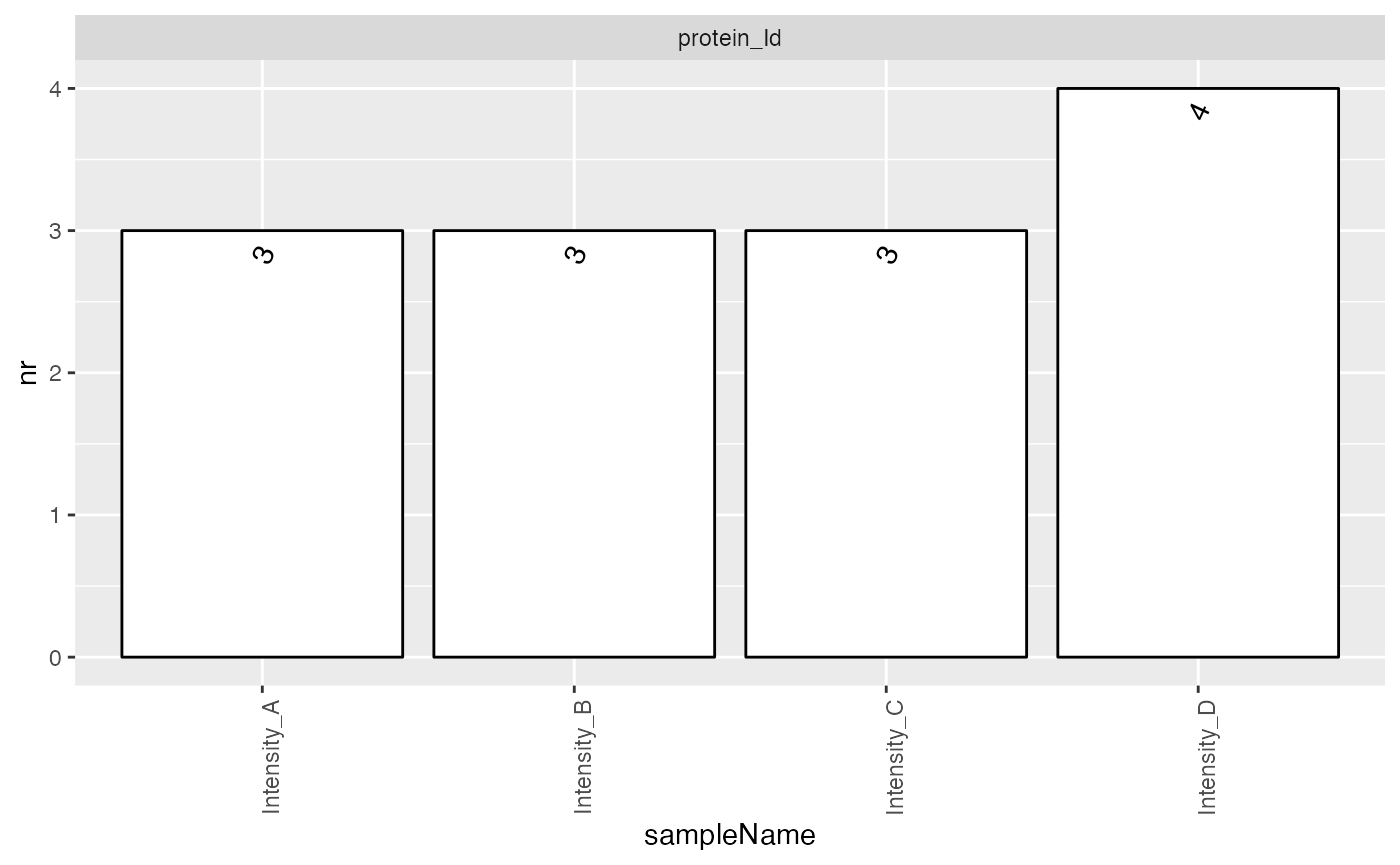 protein_Id
4
3
2
1
0
nr
3
3
3
4
Intensity_A
Intensity_B
Intensity_C
Intensity_D
sampleName